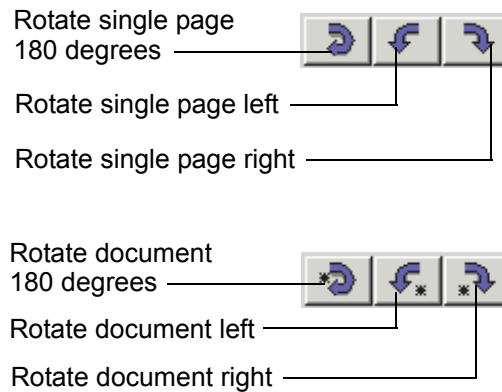 Rotate single page
180 degrees
Rotate single page left
Rotate single page right
Rotate document
180 degrees
Rotate document left
Rotate document right